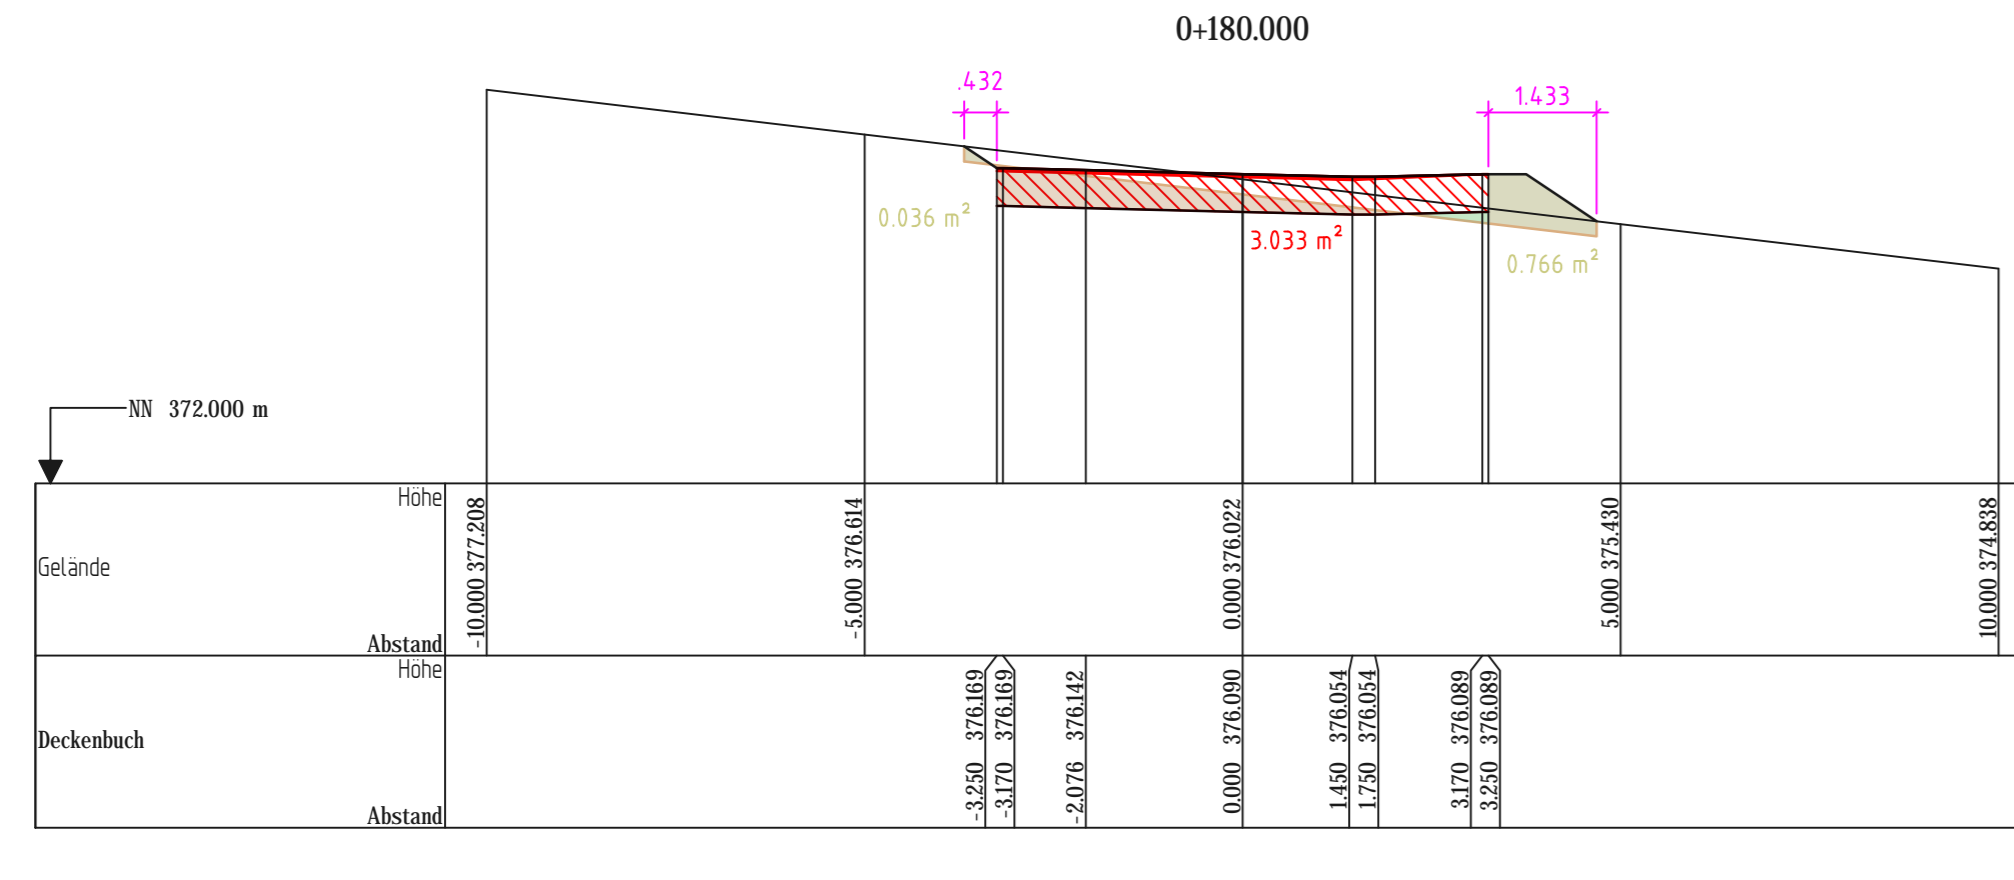 0+180.000
.432
1.433
0.036 m²
3.033 m²
0.766 m²
NN 372.000 m
Höhe
Gelände
Abstand
-10.000 377.208
-5.000 376.614
0.000 376.022
5.000 375.430
10.000 374.838
Höhe
Deckenbuch
Abstand
-3.250 376.169
-3.170 376.169
-2.076 376.142
0.000 376.090
1.450 376.054
1.750 376.054
3.170 376.089
3.250 376.089